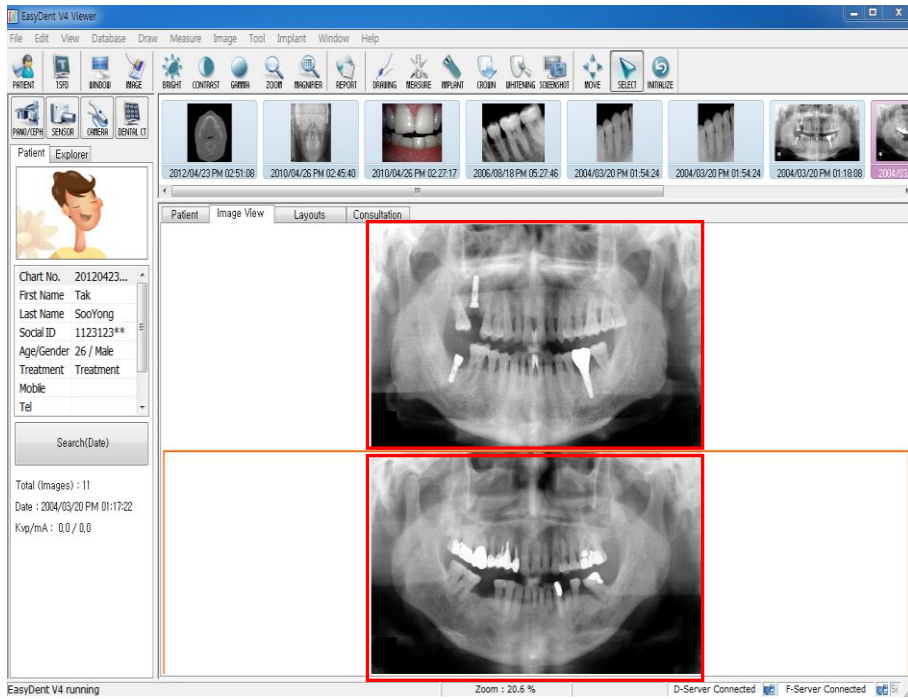 EasyDent V4 Viewer
File Edit View Database Draw Measure Image Tool Implant Window Help
PATIENT TSFD WINDOW IMAGE BRIGHT CONTRAST GAMMA ZOOM MAGNIFIER REPORT DRAWING MEASURE IMPLANT CROWN WHITENING SCREENSHOT MOVE SELECT INITIALIZE
PANO/CEPH SENSOR CAMERA DENTAL CT
2012/04/23 PM 02:51:08 2010/04/26 PM 02:45:40 2010/04/26 PM 02:27:17 2006/08/18 PM 05:27:46 2004/03/20 PM 01:54:24 2004/03/20 PM 01:54:24 2004/03/20 PM 01:18:08 2004/03
Patient Explorer
Patient Image View Layouts Consultation
Chart No. 20120423...
First Name Tak
Last Name SooYong
Social ID 1123123**
Age/Gender 26 / Male
Treatment Treatment
Mobile
Tel
Search(Date)
Total (Images) : 11
Date : 2004/03/20 PM 01:17:22
Kvp/mA : 0,0 / 0,0
EasyDent V4 running Zoom : 20.6 % D-Server Connected F-Server Connected